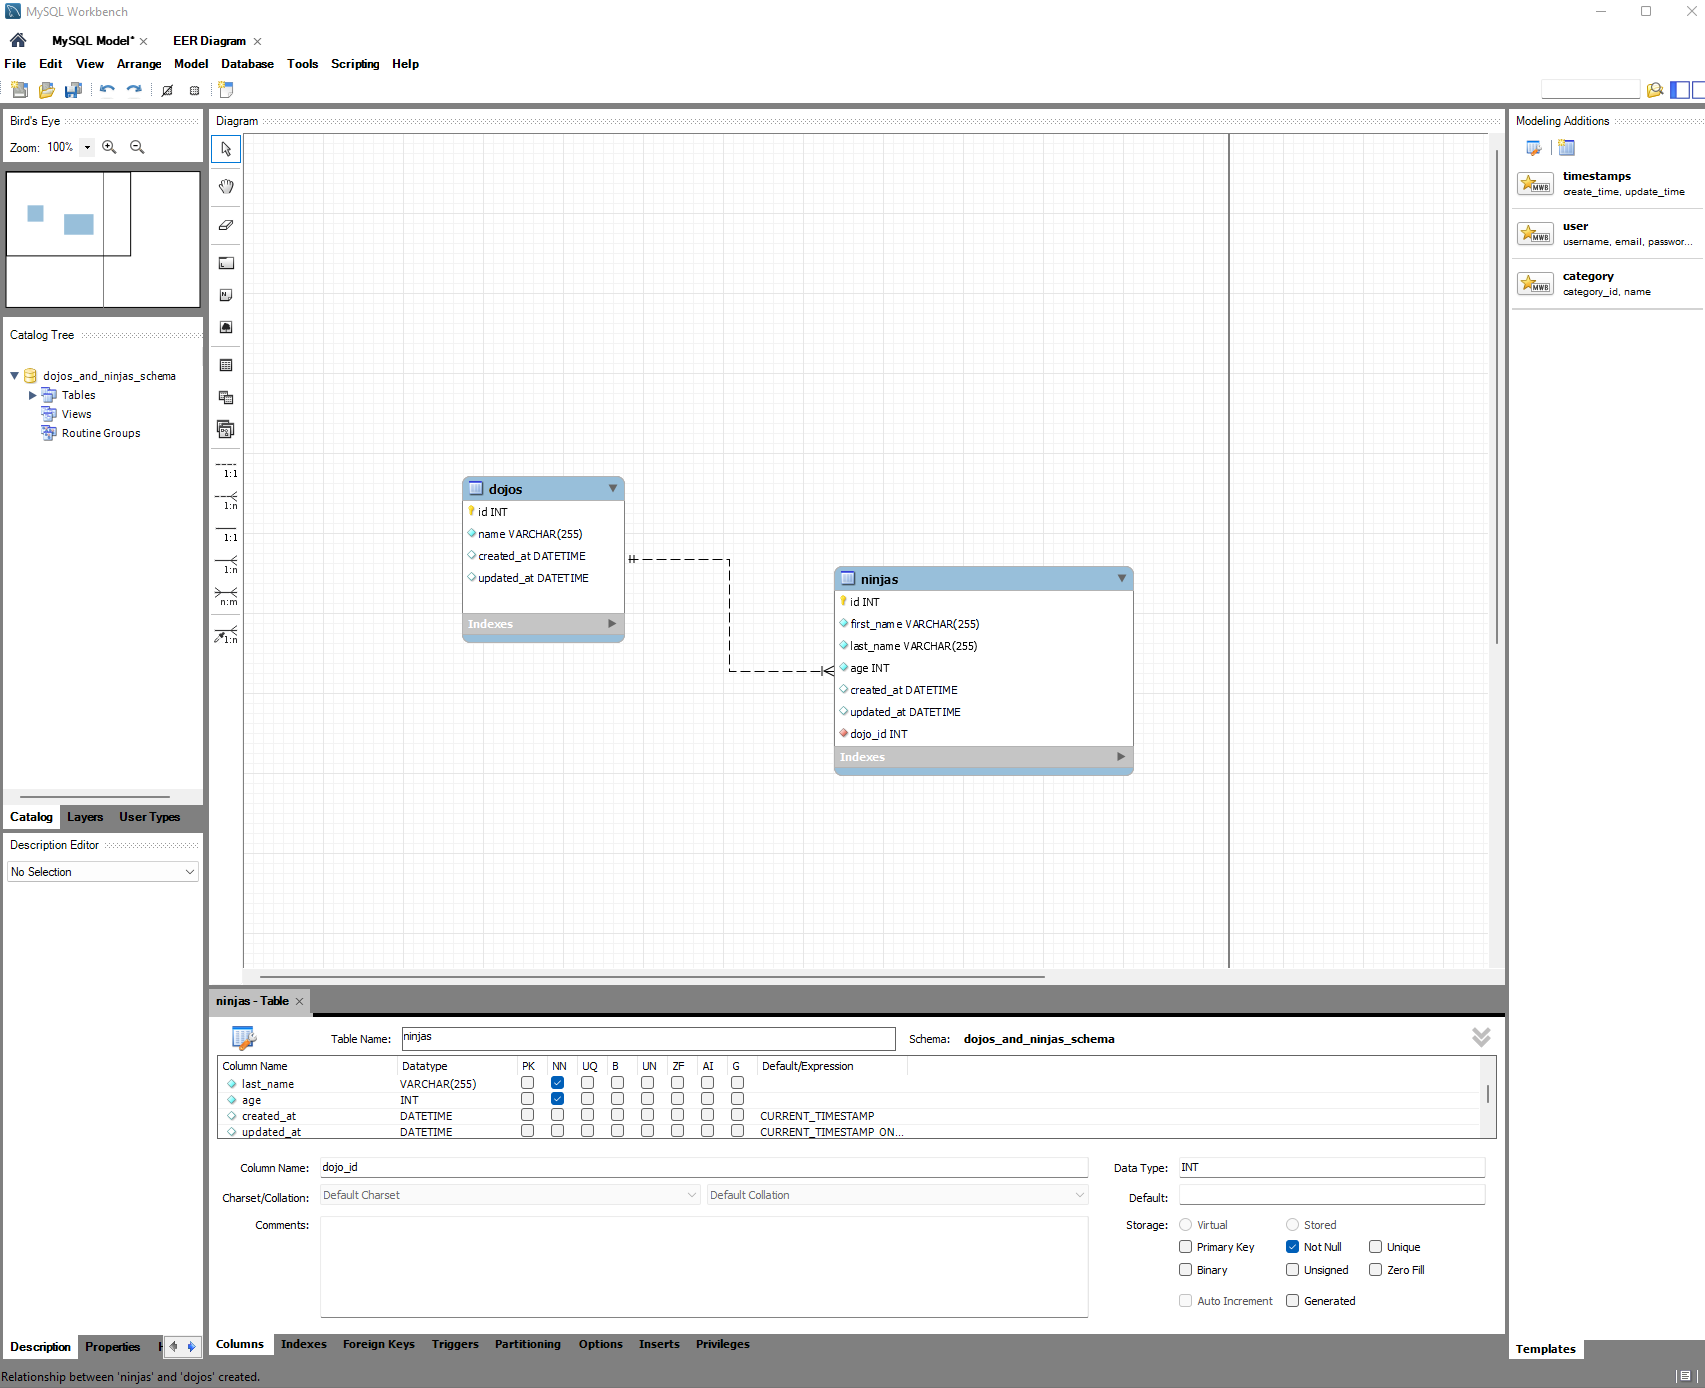 MySQL Workbench
MySQL Model* EER Diagram
File Edit View Arrange Model Database Tools Scripting Help
Bird's Eye
Zoom: 100%
Catalog Tree
dojos_and_ninjas_schema
Tables
Views
Routine Groups
Catalog Layers User Types
Description Editor
No Selection
Description Properties
Diagram
1:1
1:n
1:1
1:n
n:m
1:n
dojos
id INT
name VARCHAR(255)
created_at DATETIME
updated_at DATETIME
Indexes
ninjas
id INT
first_name VARCHAR(255)
last_name VARCHAR(255)
age INT
created_at DATETIME
updated_at DATETIME
dojo_id INT
Indexes
Modeling Additions
MWB
timestamps
create_time, update_time
MWB
user
username, email, passwor...
MWB
category
category_id, name
Templates
ninjas - Table
Table Name: ninjas Schema: dojos_and_ninjas_schema
Column Name Datatype PK NN UQ B UN ZF AI G Default/Expression
last_name VARCHAR(255)
age INT
created_at DATETIME CURRENT_TIMESTAMP
updated_at DATETIME CURRENT_TIMESTAMP ON...
Column Name: dojo_id Data Type: INT
Charset/Collation: Default Charset Default Collation Default:
Comments: Storage: Virtual Stored
Primary Key Not Null Unique
Binary Unsigned Zero Fill
Auto Increment Generated
Columns Indexes Foreign Keys Triggers Partitioning Options Inserts Privileges
Relationship between 'ninjas' and 'dojos' created.